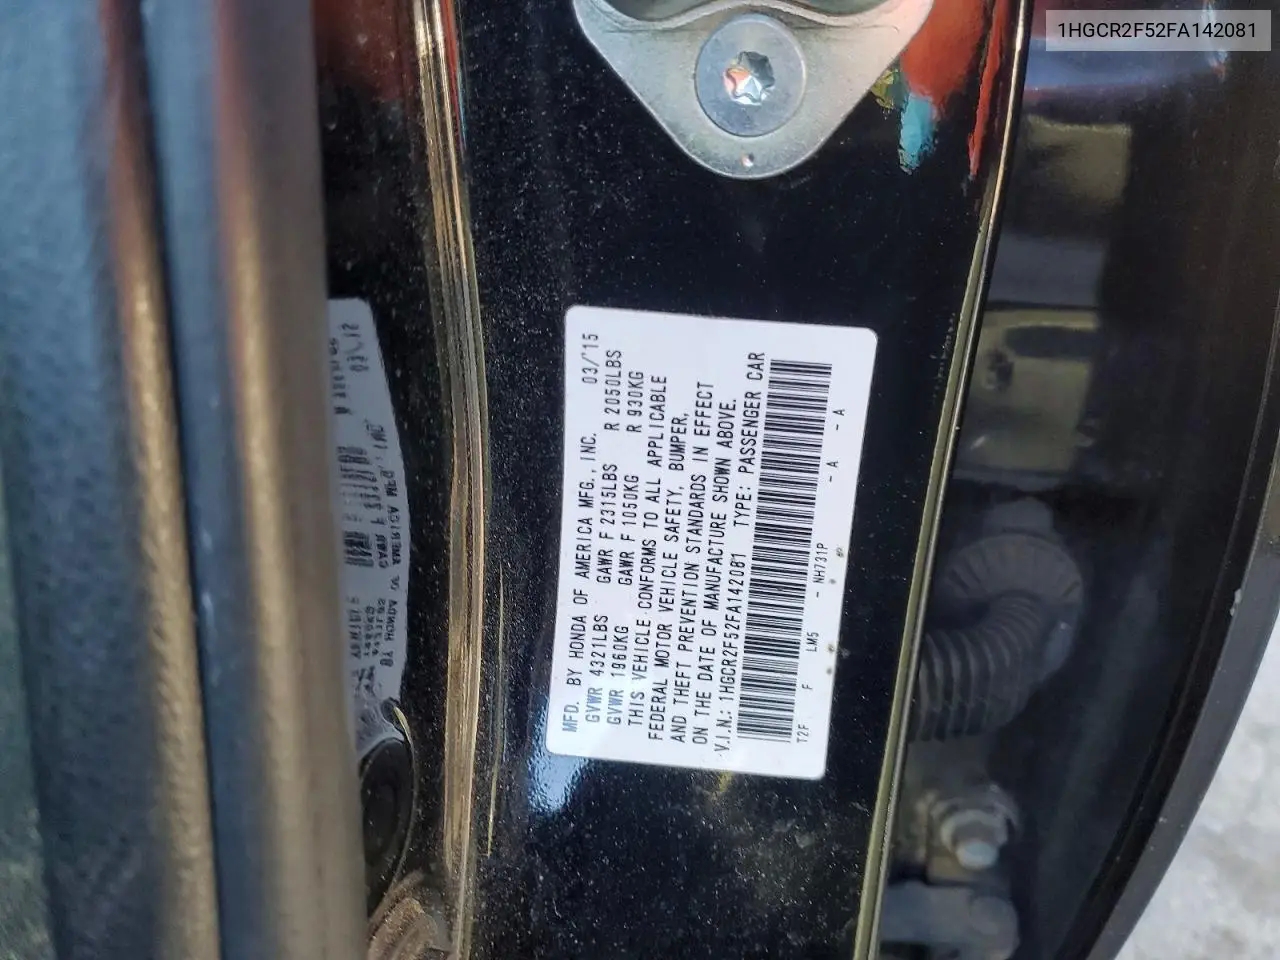 1HGCR2F52FA142081
MFD. BY HONDA OF AMERICA MFG., INC. 03/'15
GVWR 4321LBS GAWR F 2315LBS R 2050LBS
GVWR 1960KG GAWR F 1050KG R 930KG
THIS VEHICLE CONFORMS TO ALL APPLICABLE
FEDERAL MOTOR VEHICLE SAFETY, BUMPER,
AND THEFT PREVENTION STANDARDS IN EFFECT
ON THE DATE OF MANUFACTURE SHOWN ABOVE.
V.I.N.: 1HGCR2F52FA142081 TYPE: PASSENGER CAR
T2F F LM5 - NH731P - A - A